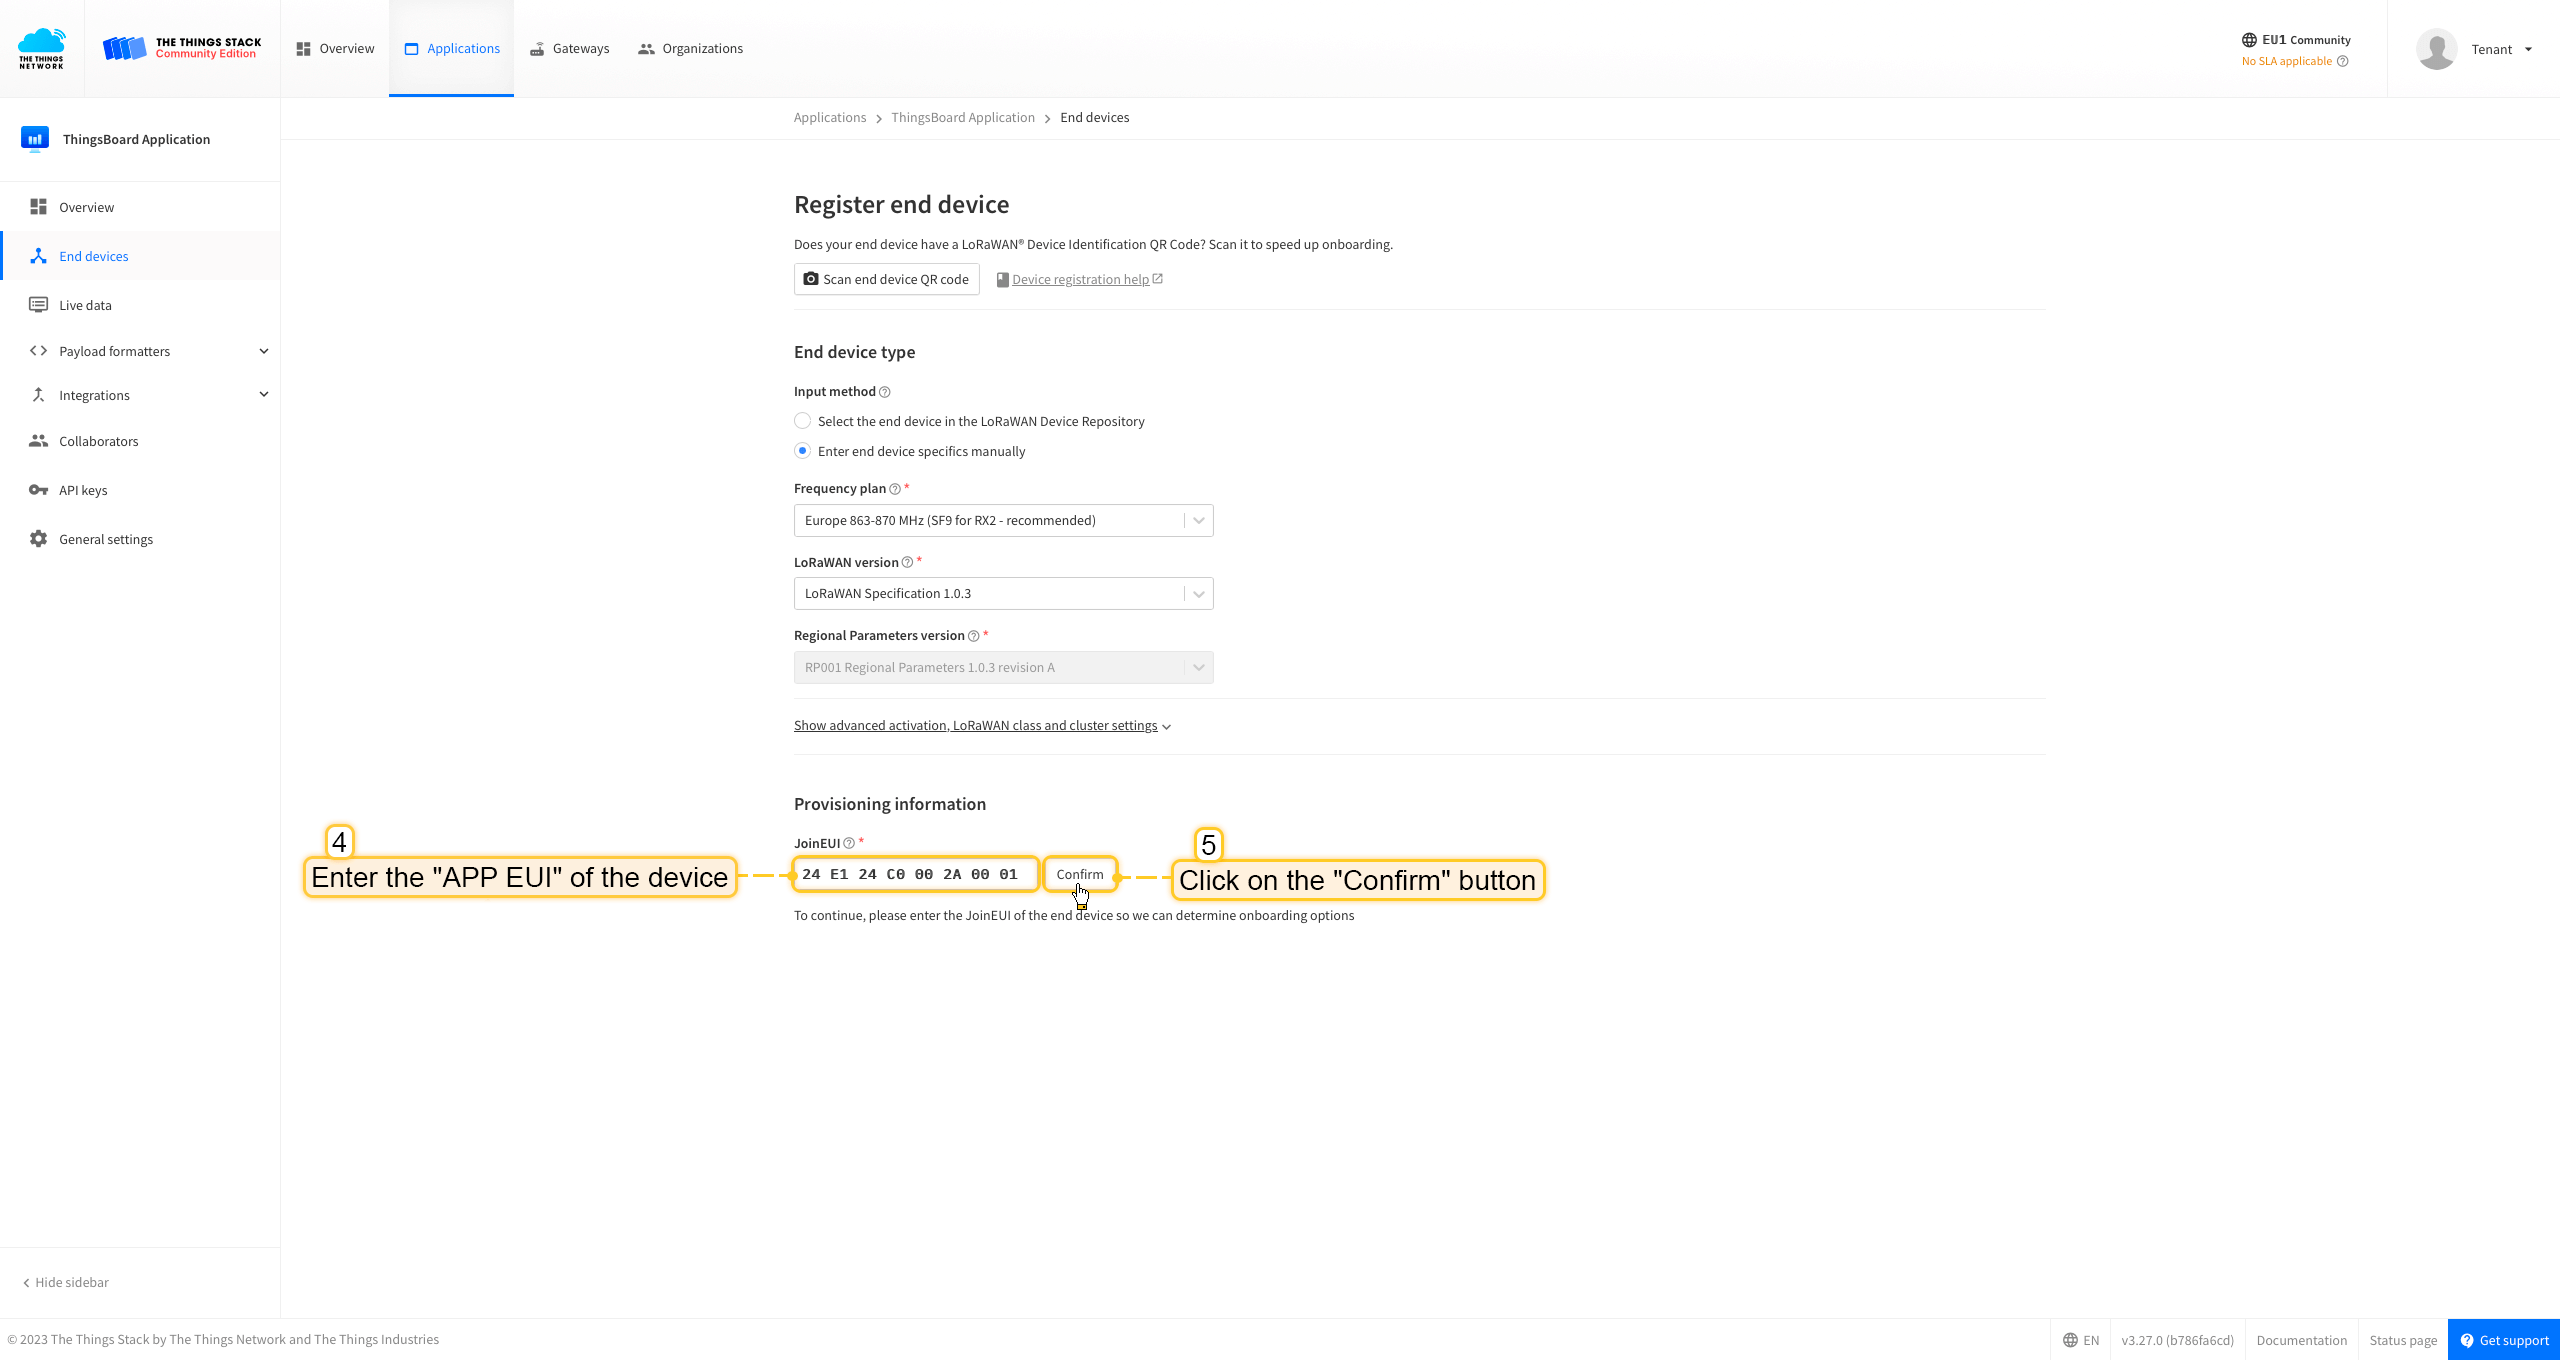 THE THINGS NETWORK
THE THINGS STACK
Community Edition
Overview
Applications
Gateways
Organizations
EU1 Community
No SLA applicable
Tenant
ThingsBoard Application
Overview
End devices
Live data
Payload formatters
Integrations
Collaborators
API keys
General settings
Hide sidebar
Applications > ThingsBoard Application > End devices
Register end device
Does your end device have a LoRaWAN® Device Identification QR Code? Scan it to speed up onboarding.
Scan end device QR code
Device registration help
End device type
Input method
Select the end device in the LoRaWAN Device Repository
Enter end device specifics manually
Frequency plan *
Europe 863-870 MHz (SF9 for RX2 - recommended)
LoRaWAN version *
LoRaWAN Specification 1.0.3
Regional Parameters version *
RP001 Regional Parameters 1.0.3 revision A
Show advanced activation, LoRaWAN class and cluster settings
Provisioning information
JoinEUI *
4
Enter the "APP EUI" of the device
24 E1 24 C0 00 2A 00 01
Confirm
5
Click on the "Confirm" button
To continue, please enter the JoinEUI of the end device so we can determine onboarding options
© 2023 The Things Stack by The Things Network and The Things Industries
EN
v3.27.0 (b786fa6cd)
Documentation
Status page
Get support